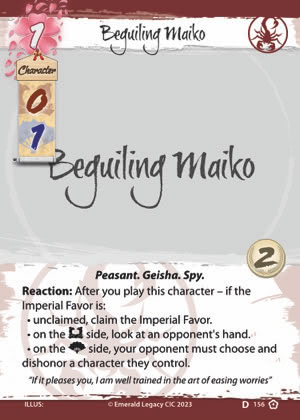 Beguiling Maiko
1
Character
0
1
Beguiling Maiko
2
Peasant. Geisha. Spy.
Reaction: After you play this character – if the
Imperial Favor is:
• unclaimed, claim the Imperial Favor.
• on the side, look at an opponent's hand.
• on the side, your opponent must choose and
dishonor a character they control.
"If it pleases you, I am well trained in the art of easing worries"
ILLUS: © Emerald Legacy CIC 2023 D 156